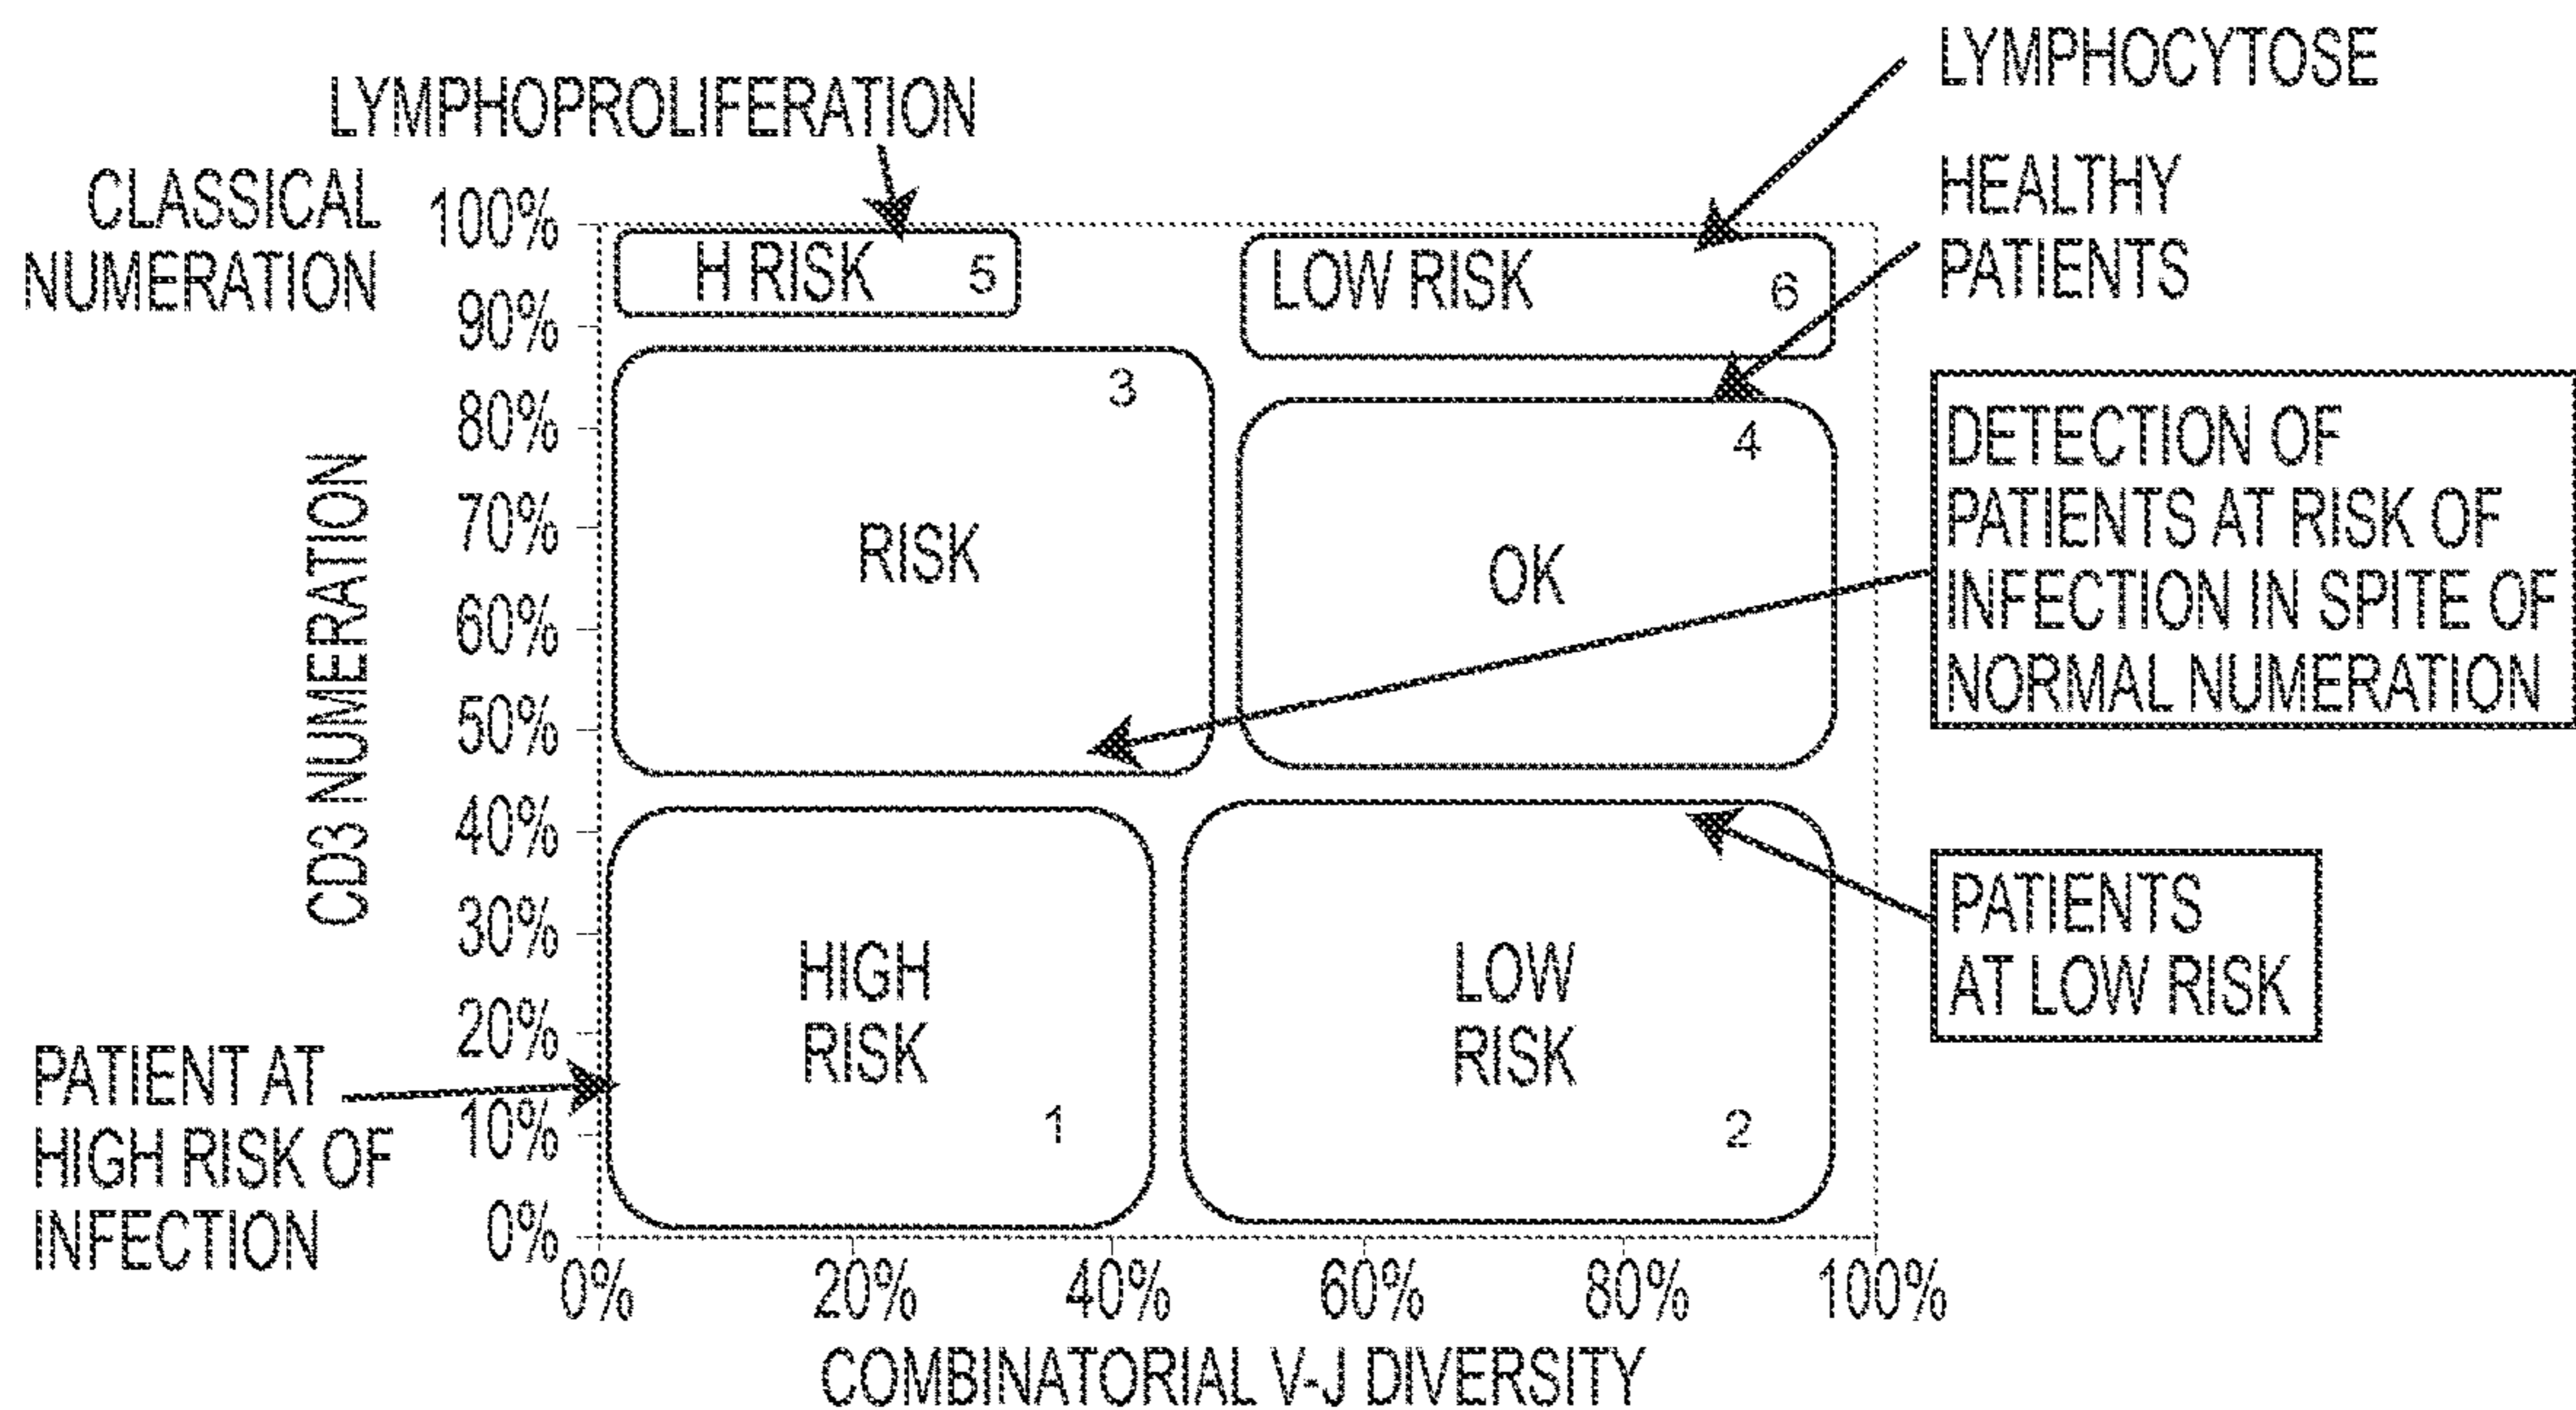 LYMPHOCYTOSE
LYMPHOPROLIFERATION
HEALTHY
PATIENTS
CLASSICAL
NUMERATION
100%
90%
80%
70%
60%
50%
40%
30%
20%
10%
0%
CD3 NUMERATION
H RISK 5
LOW RISK 6
3
RISK
4
OK
HIGH
RISK
1
LOW
RISK
2
DETECTION OF
PATIENTS AT RISK OF
INFECTION IN SPITE OF
NORMAL NUMERATION
PATIENTS
AT LOW RISK
PATIENT AT
HIGH RISK OF
INFECTION
0% 20% 40% 60% 80% 100%
COMBINATORIAL V-J DIVERSITY